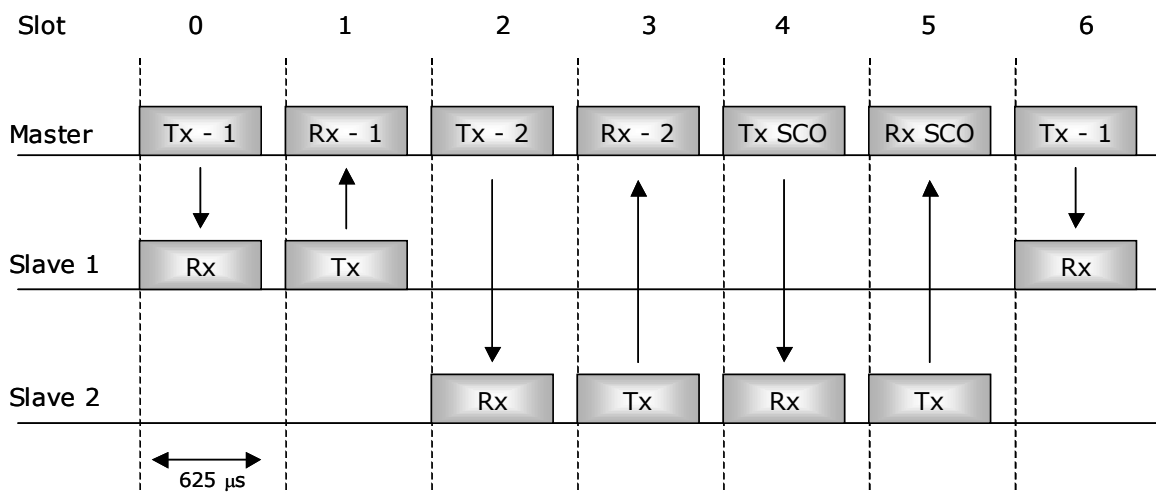 Slot 0 1 2 3 4 5 6
Master Tx - 1 Rx - 1 Tx - 2 Rx - 2 Tx SCO Rx SCO Tx - 1
Slave 1 Rx Tx Rx
Slave 2 Rx Tx Rx Tx
625 μs